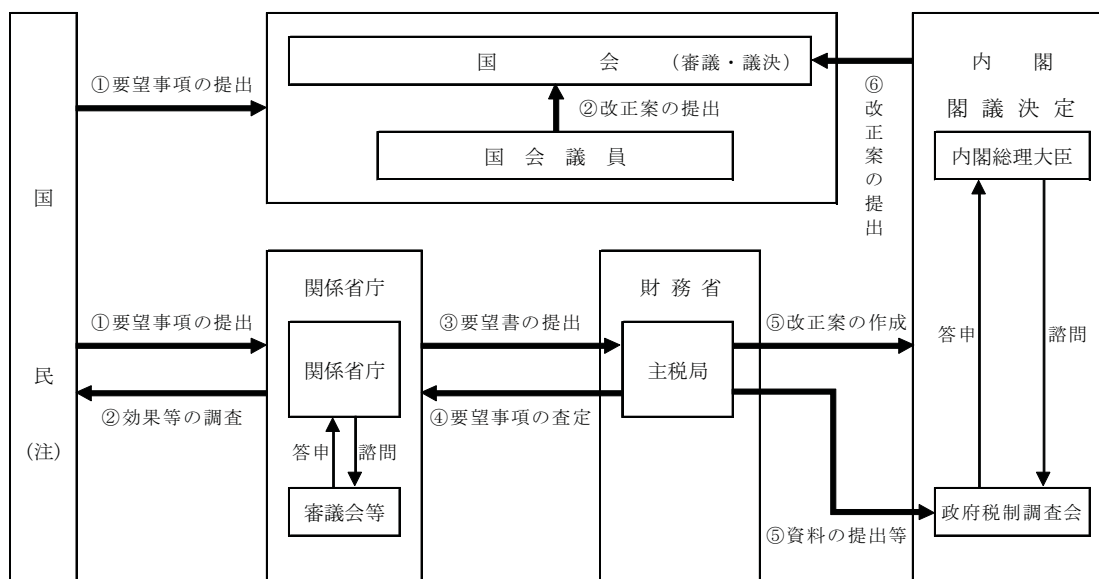 国　　会　（審議・議決）
①要望事項の提出
②改正案の提出
国会議員
⑥改正案の提出
内閣
閣議決定
内閣総理大臣
答申
諮問
政府税制調査会
国民
(注)
①要望事項の提出
②効果等の調査
関係省庁
関係省庁
答申
諮問
審議会等
③要望書の提出
④要望事項の査定
財務省
主税局
⑤改正案の作成
⑤資料の提出等